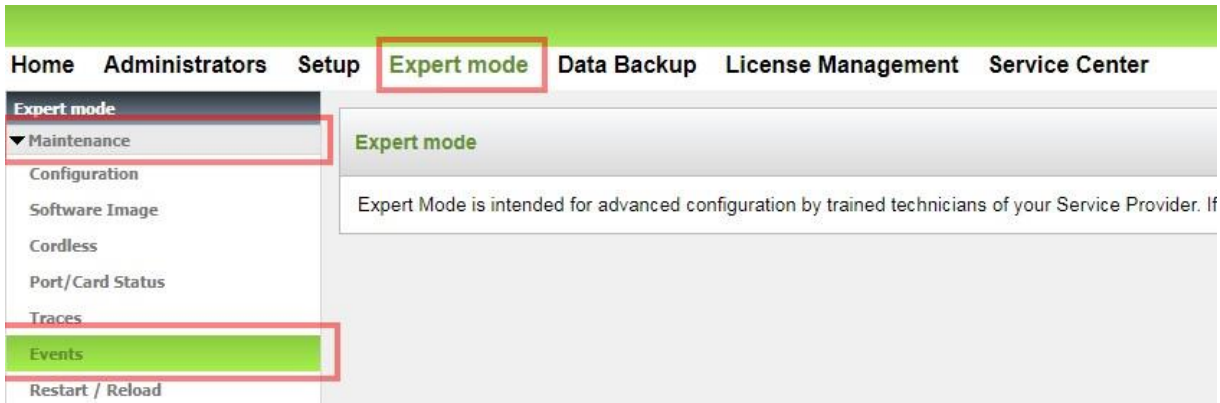 Home Administrators Setup Expert mode Data Backup License Management Service Center
Expert mode
Maintenance
Configuration
Software Image
Cordless
Port/Card Status
Traces
Events
Restart / Reload
Expert mode
Expert Mode is intended for advanced configuration by trained technicians of your Service Provider. If